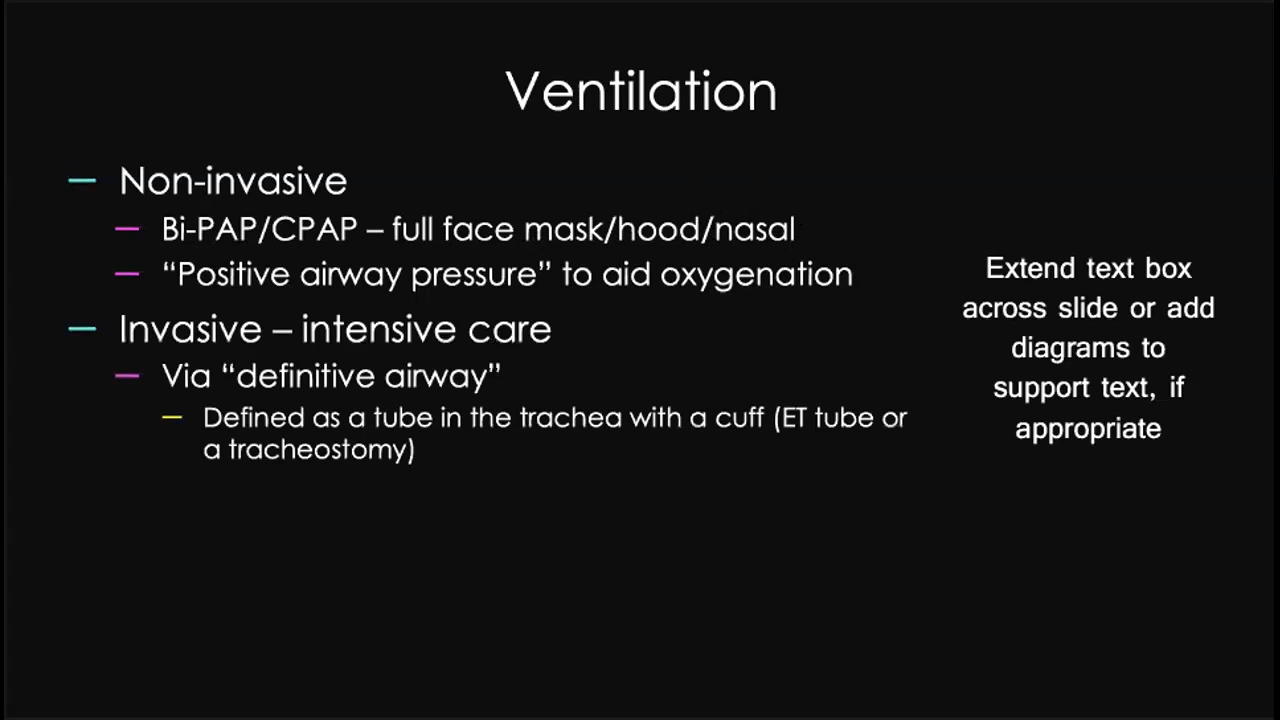 Ventilation
— Non-invasive
— Bi-PAP/CPAP – full face mask/hood/nasal
— “Positive airway pressure” to aid oxygenation
— Invasive – intensive care
— Via “definitive airway”
— Defined as a tube in the trachea with a cuff (ET tube or
a tracheostomy)
Extend text box
across slide or add
diagrams to
support text, if
appropriate